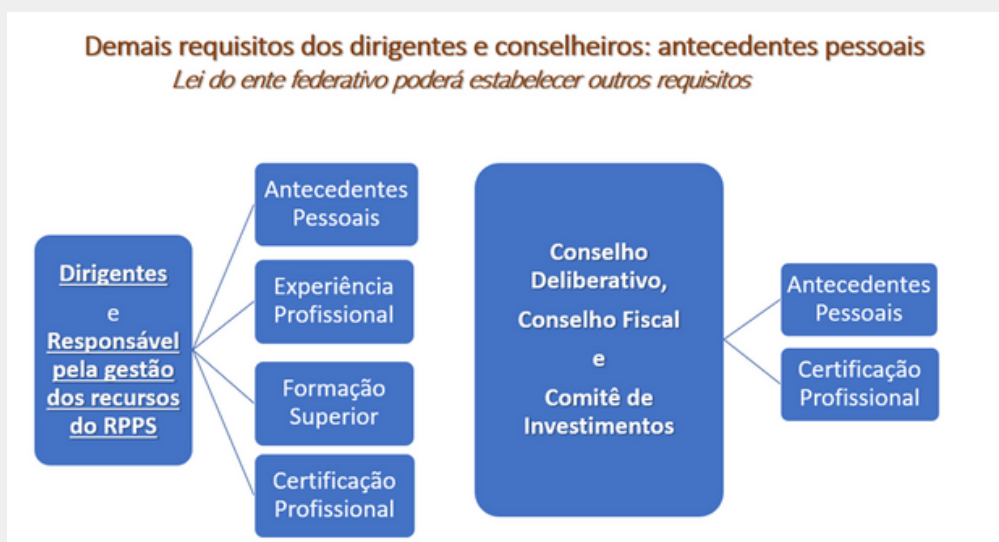 Demais requisitos dos dirigentes e conselheiros: antecedentes pessoais
Lei do ente federativo poderá estabelecer outros requisitos
Dirigentes
e
Responsável
pela gestão
dos recursos
do RPPS
Antecedentes
Pessoais
Experiência
Profissional
Formação
Superior
Certificação
Profissional
Conselho
Deliberativo,
Conselho Fiscal
e
Comitê de
Investimentos
Antecedentes
Pessoais
Certificação
Profissional